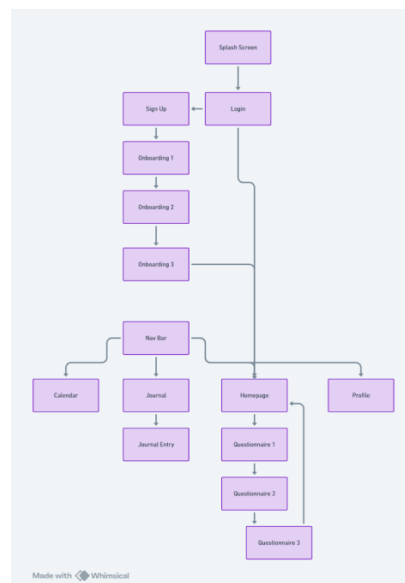 Splash Screen
Sign Up
Login
Onboarding 1
Onboarding 2
Onboarding 3
Nav Bar
Calendar
Journal
Homepage
Profile
Journal Entry
Questionnaire 1
Questionnaire 2
Questionnaire 3
Made with Whimsical